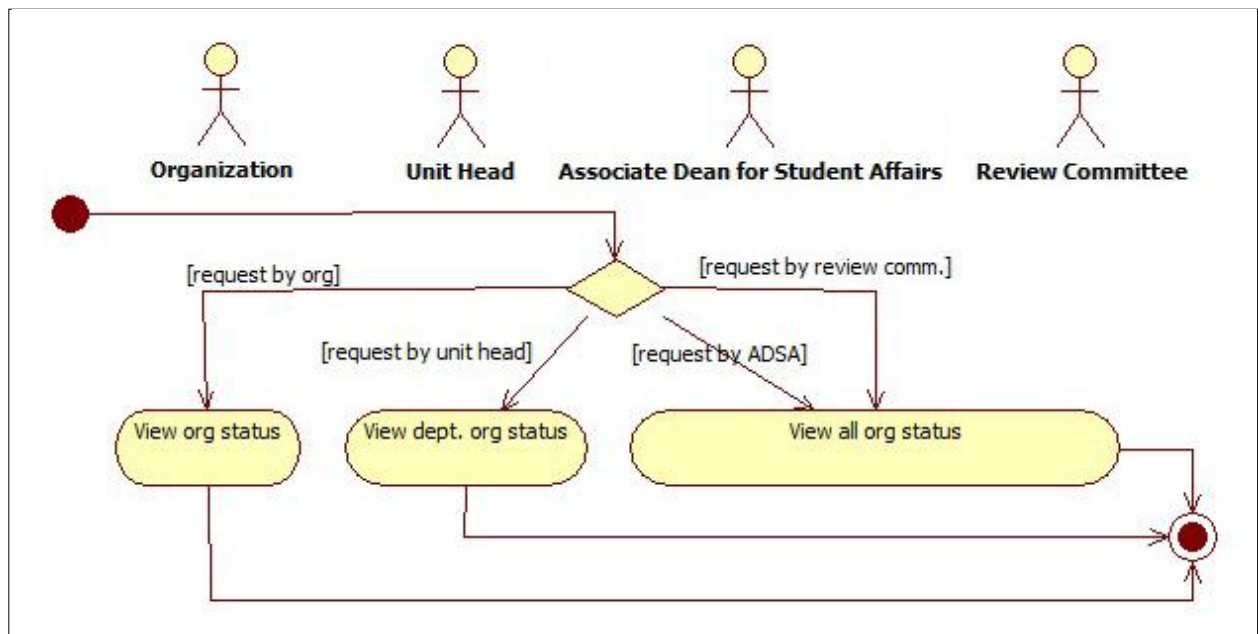 Organization
Unit Head
Associate Dean for Student Affairs
Review Committee
[request by org]
[request by review comm.]
[request by unit head]
[request by ADSA]
View org status
View dept. org status
View all org status